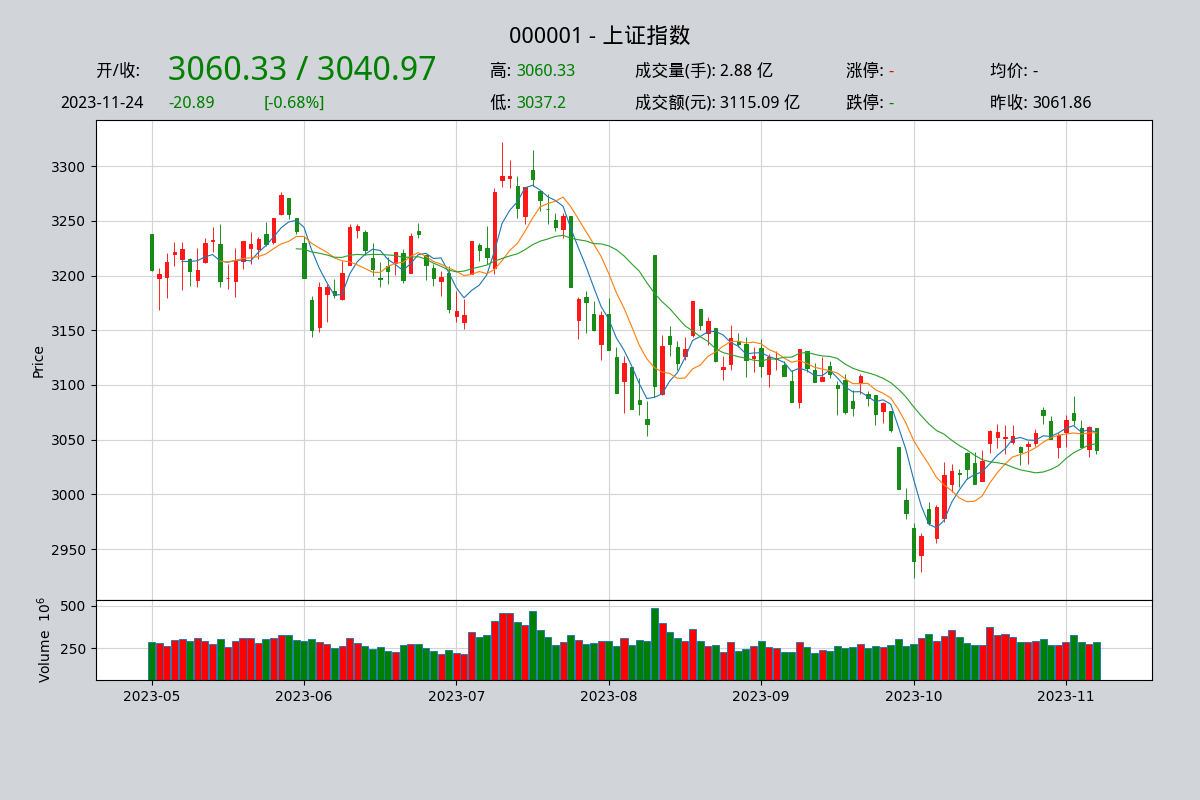 000001 - 上证指数
开/收: 3060.33 / 3040.97 高: 3060.33 成交量(手): 2.88 亿 涨停: - 均价: -
2023-11-24 -20.89 [-0.68%] 低: 3037.2 成交额(元): 3115.09 亿 跌停: - 昨收: 3061.86
3300
3250
3200
3150
3100
3050
3000
2950
Price
500
250
Volume 10^6
2023-05 2023-06 2023-07 2023-08 2023-09 2023-10 2023-11